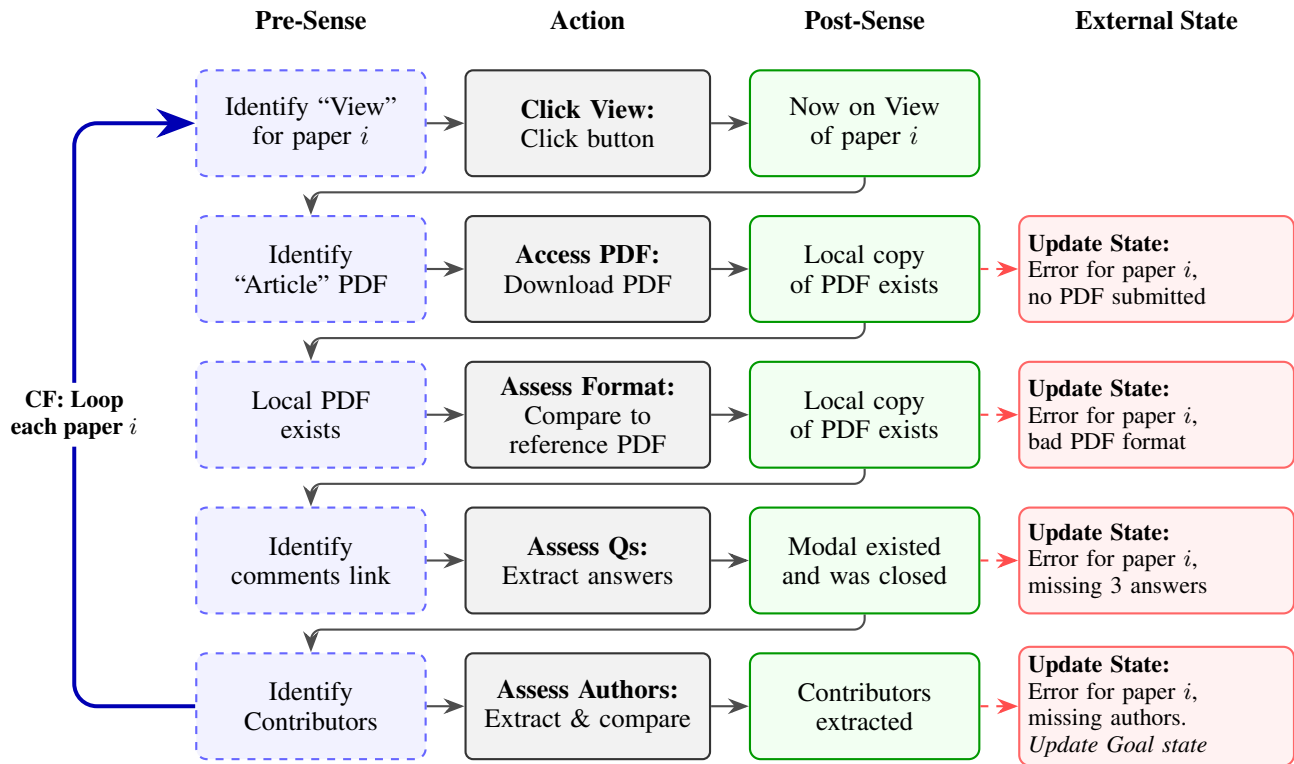 Pre-Sense
Action
Post-Sense
External State
Identify “View”
for paper i
Click View:
Click button
Now on View
of paper i
Identify
“Article” PDF
Access PDF:
Download PDF
Local copy
of PDF exists
Update State:
Error for paper i,
no PDF submitted
CF: Loop
each paper i
Local PDF
exists
Assess Format:
Compare to
reference PDF
Local copy
of PDF exists
Update State:
Error for paper i,
bad PDF format
Identify
comments link
Assess Qs:
Extract answers
Modal existed
and was closed
Update State:
Error for paper i,
missing 3 answers
Identify
Contributors
Assess Authors:
Extract & compare
Contributors
extracted
Update State:
Error for paper i,
missing authors.
Update Goal state